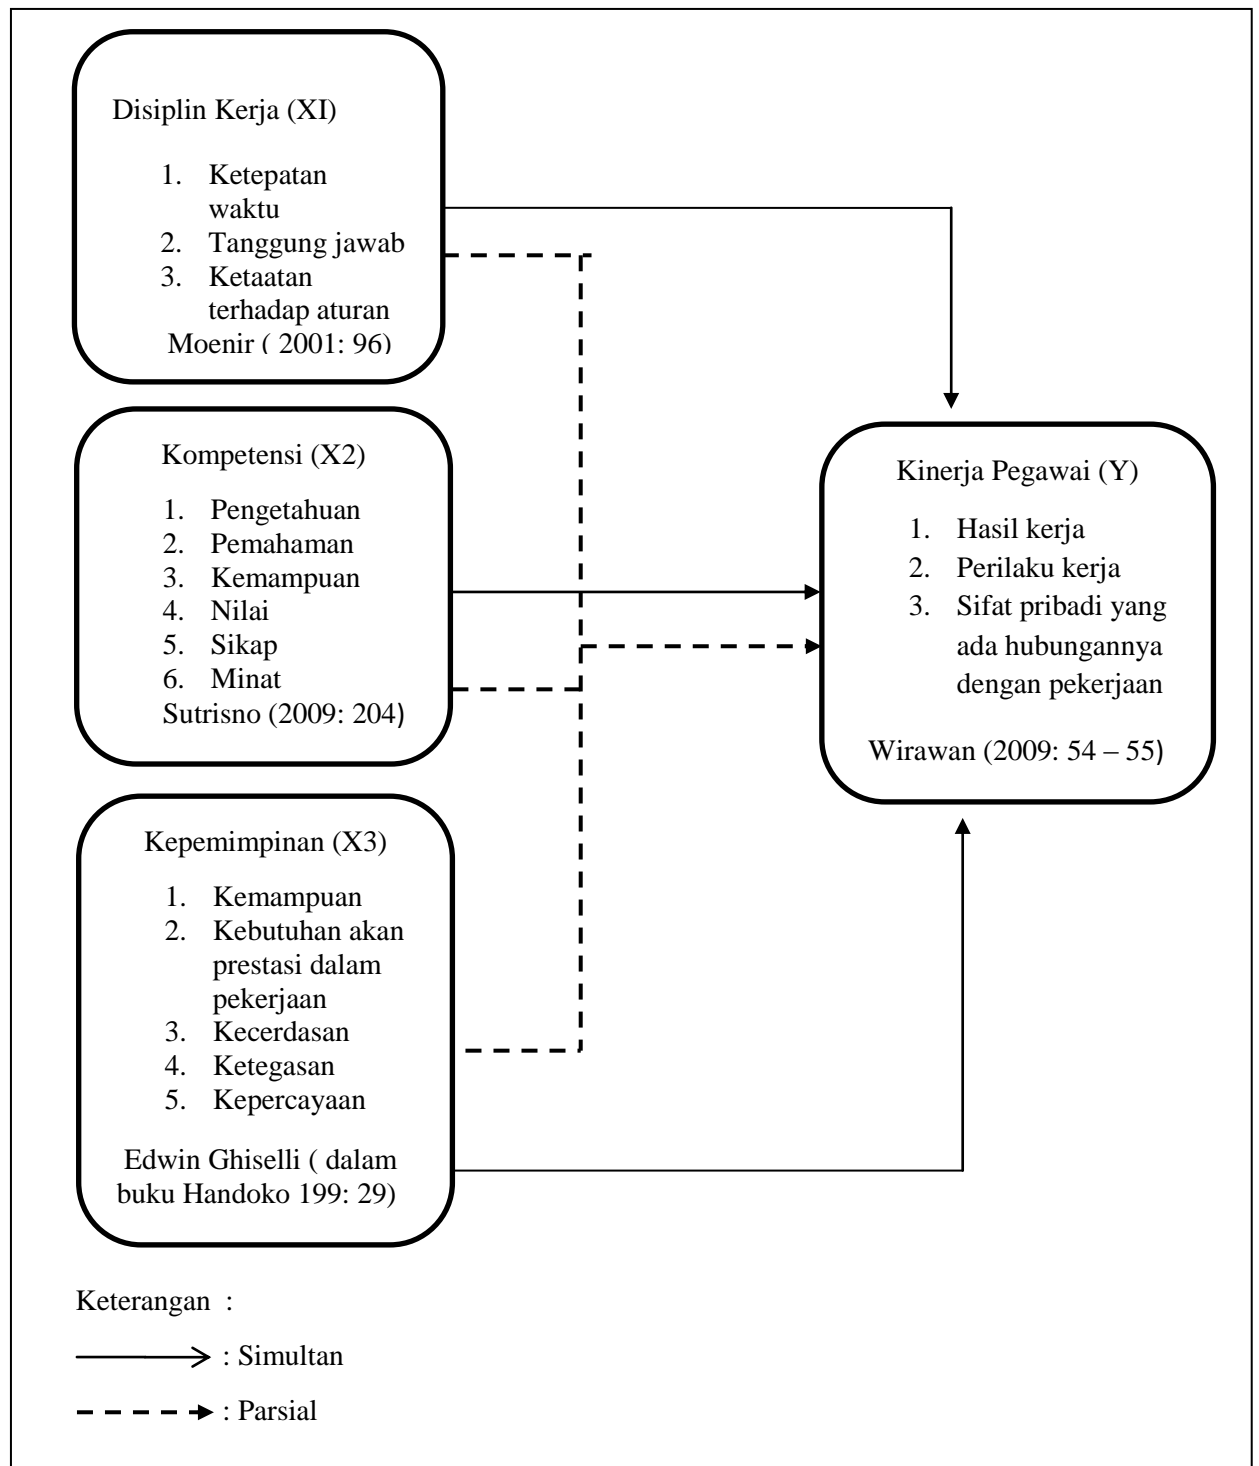 Disiplin Kerja (XI)
1. Ketepatan
waktu
2. Tanggung jawab
3. Ketaatan
terhadap aturan
Moenir ( 2001: 96)
Kompetensi (X2)
1. Pengetahuan
2. Pemahaman
3. Kemampuan
4. Nilai
5. Sikap
6. Minat
Sutrisno (2009: 204)
Kepemimpinan (X3)
1. Kemampuan
2. Kebutuhan akan
prestasi dalam
pekerjaan
3. Kecerdasan
4. Ketegasan
5. Kepercayaan
Edwin Ghiselli ( dalam
buku Handoko 199: 29)
Kinerja Pegawai (Y)
1. Hasil kerja
2. Perilaku kerja
3. Sifat pribadi yang
ada hubungannya
dengan pekerjaan
Wirawan (2009: 54 – 55)
Keterangan :
: Simultan
: Parsial